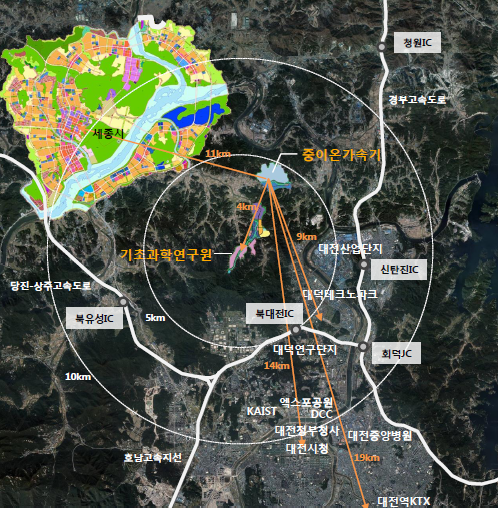 청원IC
경부고속도로
세종시
11km
중이온가속기
4km
9km
기초과학연구원
대전산업단지
신탄진IC
당진-상주고속도로
대덕테크노파크
북유성IC
5km
북대전IC
대덕연구단지
회덕JC
14km
10km
엑스포공원
KAIST
DCC
대전정부청사
대전중앙병원
대전시청
호남고속지선
19km
대전역KTX